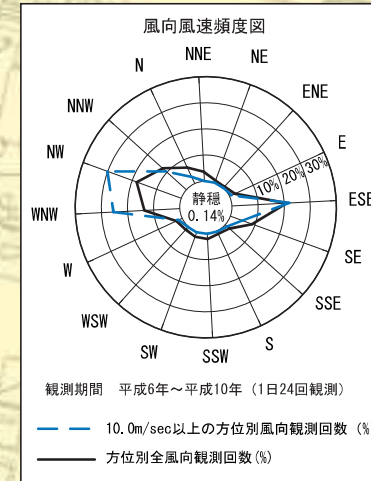 風向風速頻度図
NNE
N
NE
NNW
ENE
NW
E
10%
20%
30%
静穏
0.14%
WNW
ESE
W
SE
WSW
SSE
SW
SSW
S
観測期間 平成6年～平成10年 (1日24回観測)
10.0m/sec以上の方位別風向観測回数 (%
方位別全風向観測回数(%)